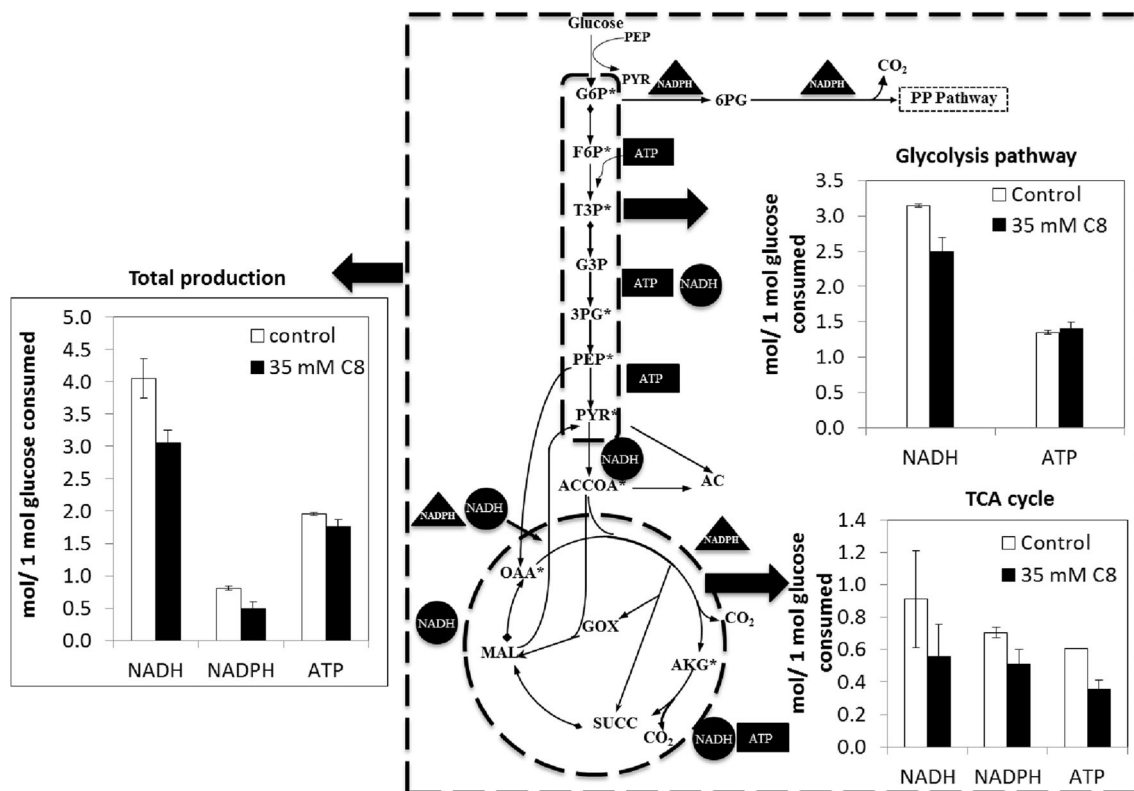 Glucose
PEP
PYR
NADPH
NADPH
CO2
G6P*
6PG
PP Pathway
F6P*
ATP
T3P*
G3P
ATP
NADH
3PG*
PEP*
ATP
PYR*
NADH
ACCOA*
AC
NADPH
NADH
NADPH
OAA*
CO2
NADH
GOX
MAL
AKG*
SUCC
CO2
NADH
ATP
Total production
mol/ 1 mol glucose consumed
5.0
4.5
4.0
3.5
3.0
2.5
2.0
1.5
1.0
0.5
0.0
control
35 mM C8
NADH NADPH ATP
Glycolysis pathway
mol/ 1 mol glucose
consumed
3.5
3.0
2.5
2.0
1.5
1.0
0.5
0.0
Control
35 mM C8
NADH ATP
TCA cycle
mol/ 1 mol glucose
consumed
1.4
1.2
1.0
0.8
0.6
0.4
0.2
0.0
Control
35 mM C8
NADH NADPH ATP